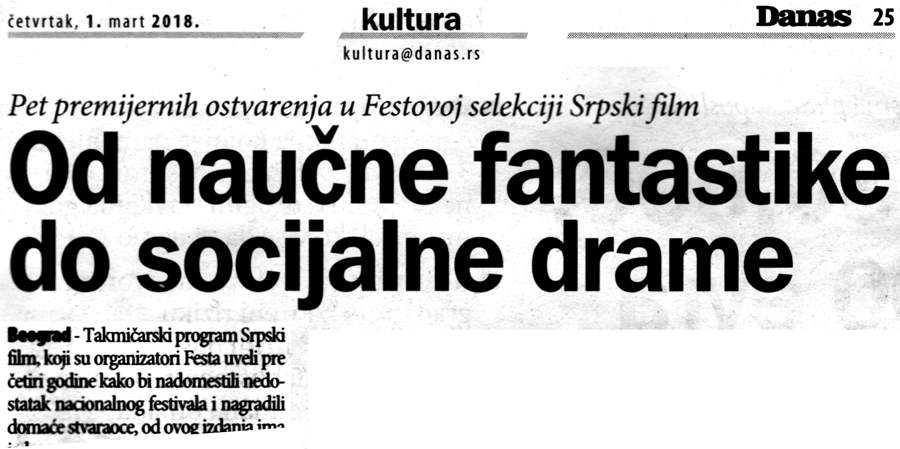 četvrtak, 1. mart 2018.
kultura
Danas 25
kultura@danas.rs
Pet premijernih ostvarenja u Festovoj selekciji Srpski film
Od naučne fantastike
do socijalne drame
Beograd - Takmičarski program Srpski
film, koji su organizatori Festa uveli pre
četiri godine kako bi nadomestili nedo-
statak nacionalnog festivala i nagradili
domaće stvaraoce, od ovog izdanja ima